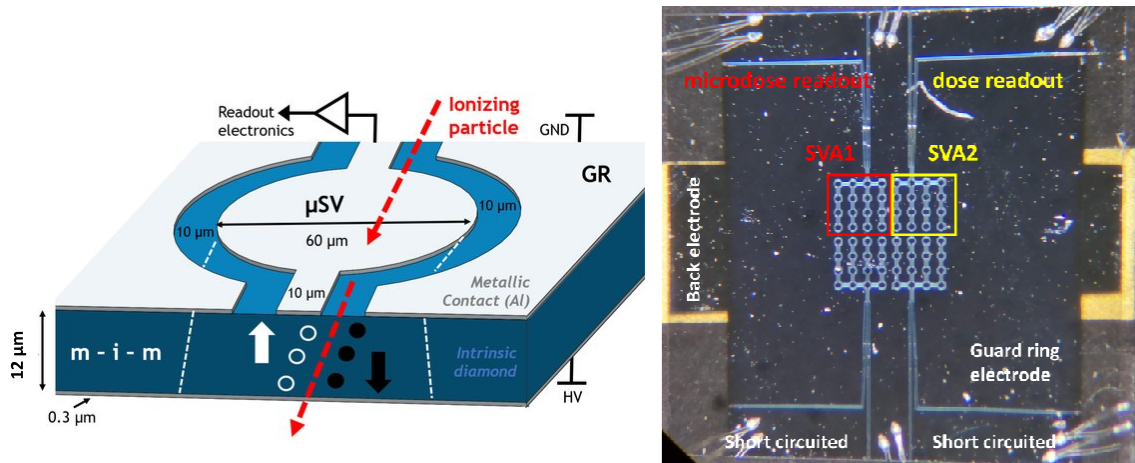 Readout
electronics
Ionizing
particle
GND
GR
10 µm
µSV
10 µm
60 µm
Metallic
Contact (Al)
10 µm
12 µm
m - i - m
Intrinsic
diamond
HV
0.3 µm
microdose readout
dose readout
SVA1
SVA2
Back electrode
Guard ring
electrode
Short circuited
Short circuited